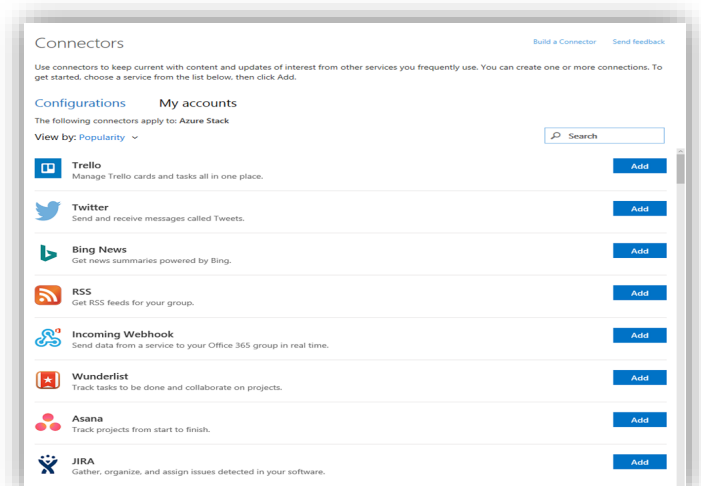 Connectors
Build a Connector
Send feedback
Use connectors to keep current with content and updates of interest from other services you frequently use. You can create one or more connections. To
get started, choose a service from the list below, then click Add.
Configurations
My accounts
The following connectors apply to: Azure Stack
View by: Popularity
Search
Trello
Manage Trello cards and tasks all in one place.
Add
Twitter
Send and receive messages called Tweets.
Add
Bing News
Get news summaries powered by Bing.
Add
RSS
Get RSS feeds for your group.
Add
Incoming Webhook
Send data from a service to your Office 365 group in real time.
Add
Wunderlist
Track tasks to be done and collaborate on projects.
Add
Asana
Track projects from start to finish.
Add
JIRA
Gather, organize, and assign issues detected in your software.
Add